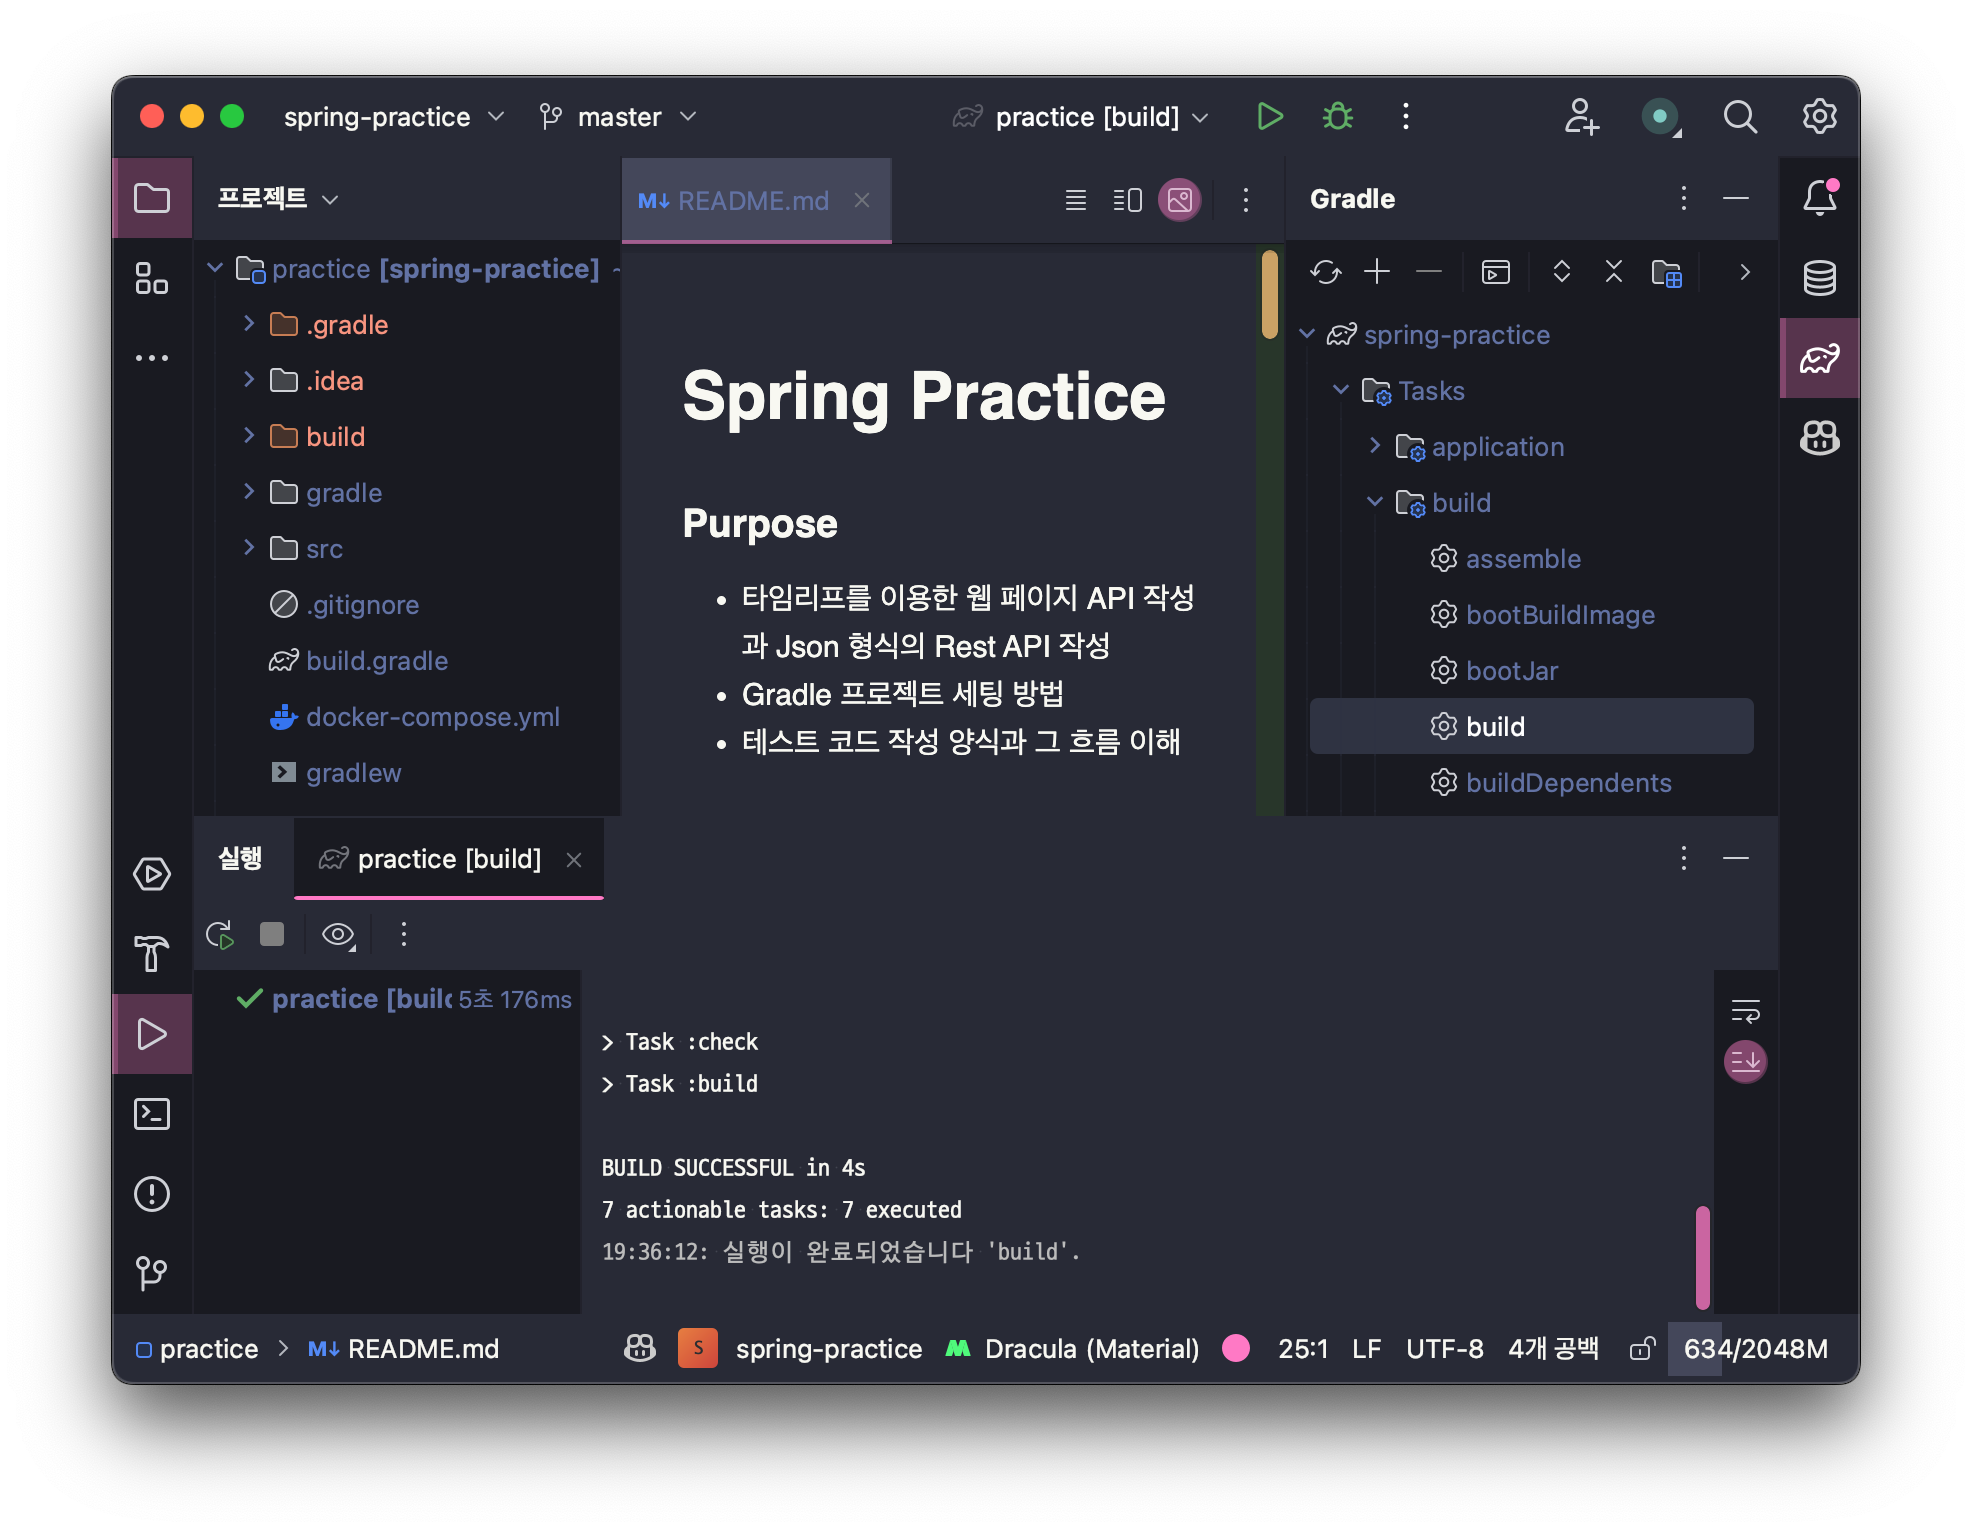 spring-practice
master
practice [build]
프로젝트
practice [spring-practice]
.gradle
.idea
build
gradle
src
.gitignore
build.gradle
docker-compose.yml
gradlew
README.md
Spring Practice
Purpose
타임리프를 이용한 웹 페이지 API 작성
과 Json 형식의 Rest API 작성
Gradle 프로젝트 세팅 방법
테스트 코드 작성 양식과 그 흐름 이해
Gradle
spring-practice
Tasks
application
build
assemble
bootBuildImage
bootJar
build
buildDependents
실행
practice [build]
practice [build 5초 176ms
> Task :check
> Task :build
BUILD SUCCESSFUL in 4s
7 actionable tasks: 7 executed
19:36:12: 실행이 완료되었습니다 'build'.
practice > M↓ README.md
S spring-practice Dracula (Material) 25:1 LF UTF-8 4개 공백 634/2048M